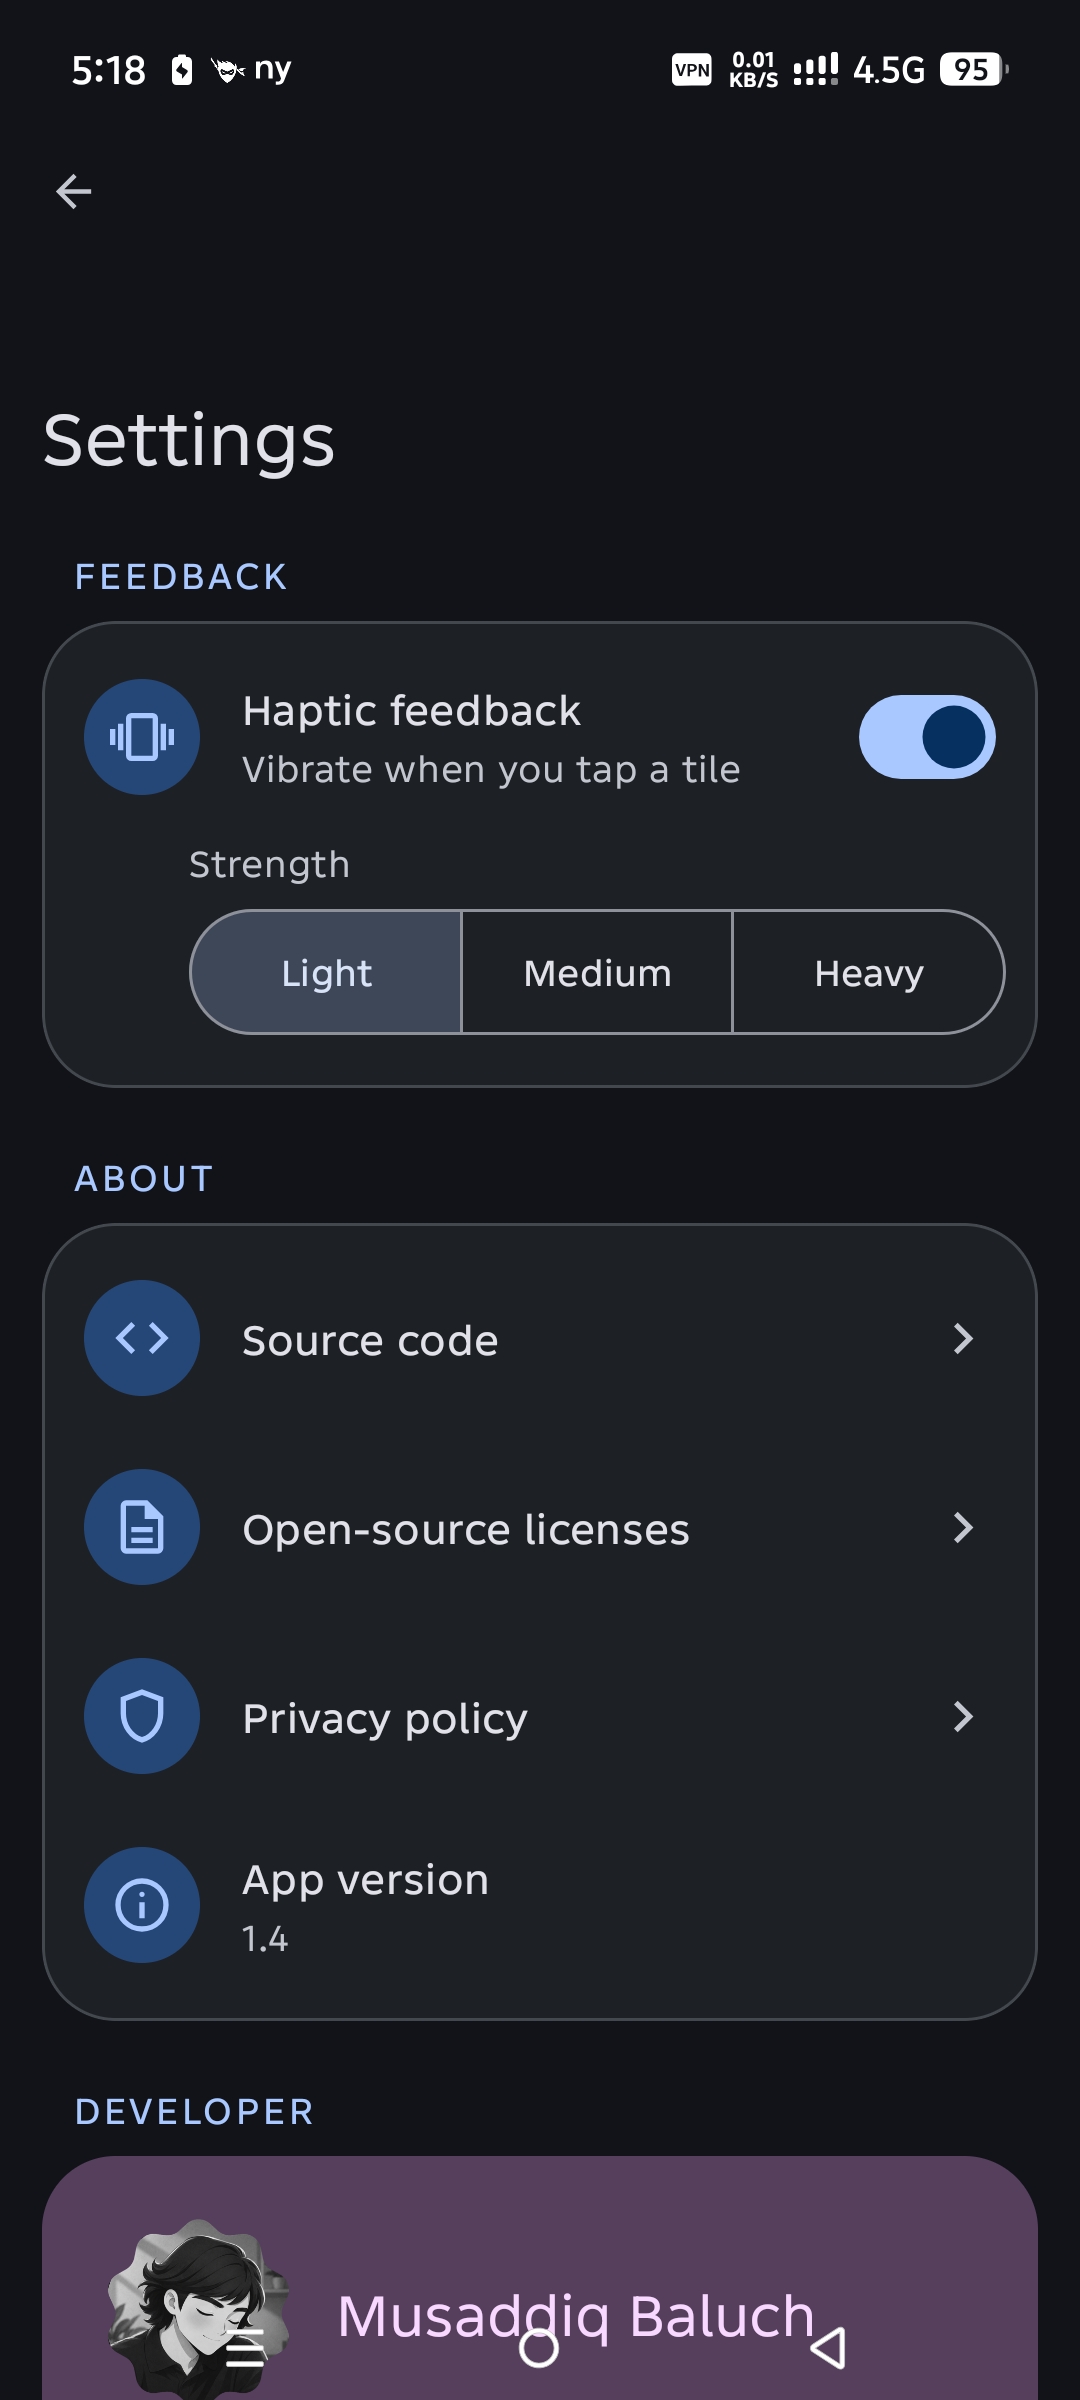 5:18 ny VPN 0.01 KB/S 4.5G 95
Settings
FEEDBACK
Haptic feedback
Vibrate when you tap a tile
Strength
Light Medium Heavy
ABOUT
Source code
Open-source licenses
Privacy policy
App version
1.4
DEVELOPER
Musaddiq Baluch